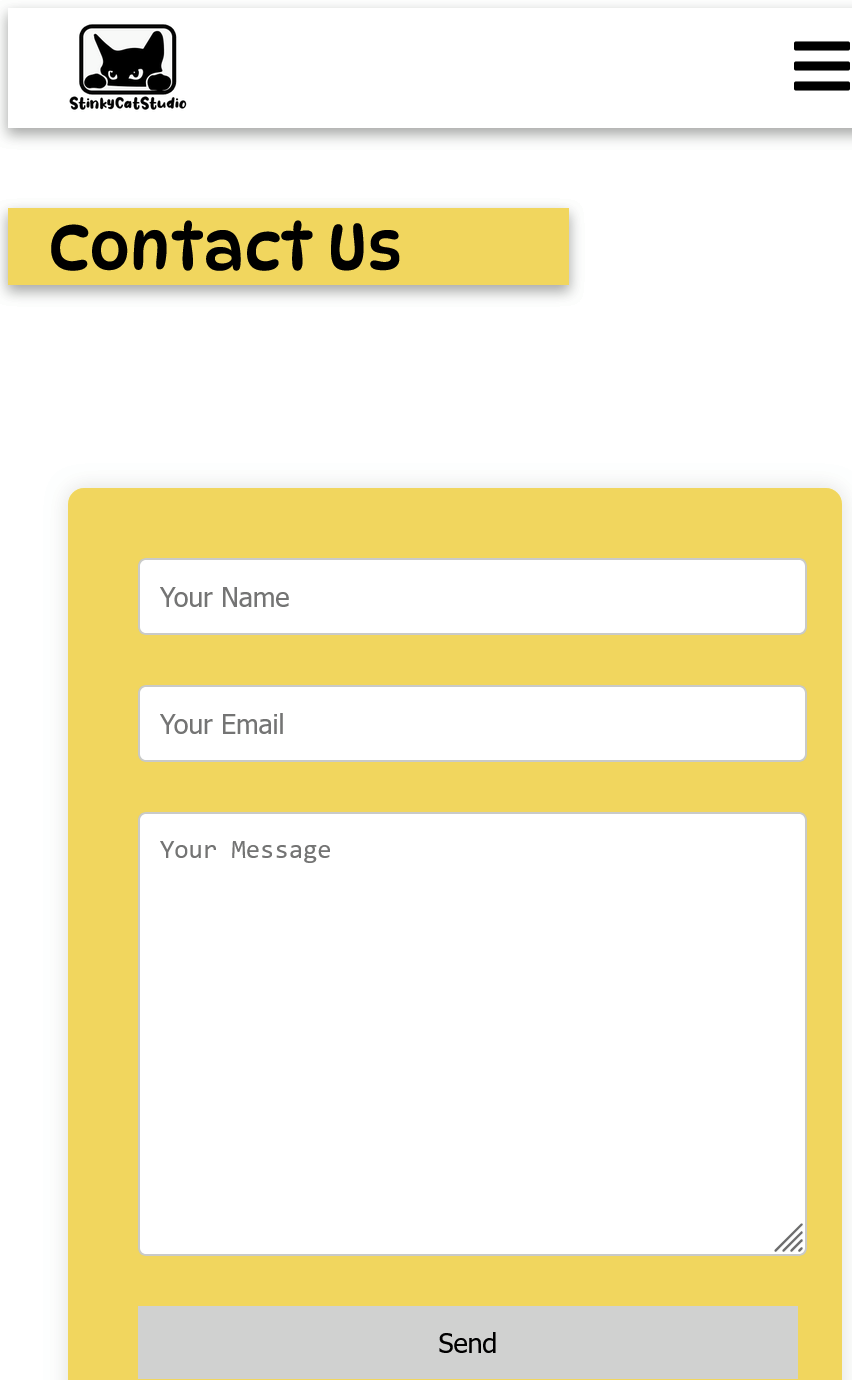 StinkyCatStudio
Contact Us
Your Name
Your Email
Your Message
Send